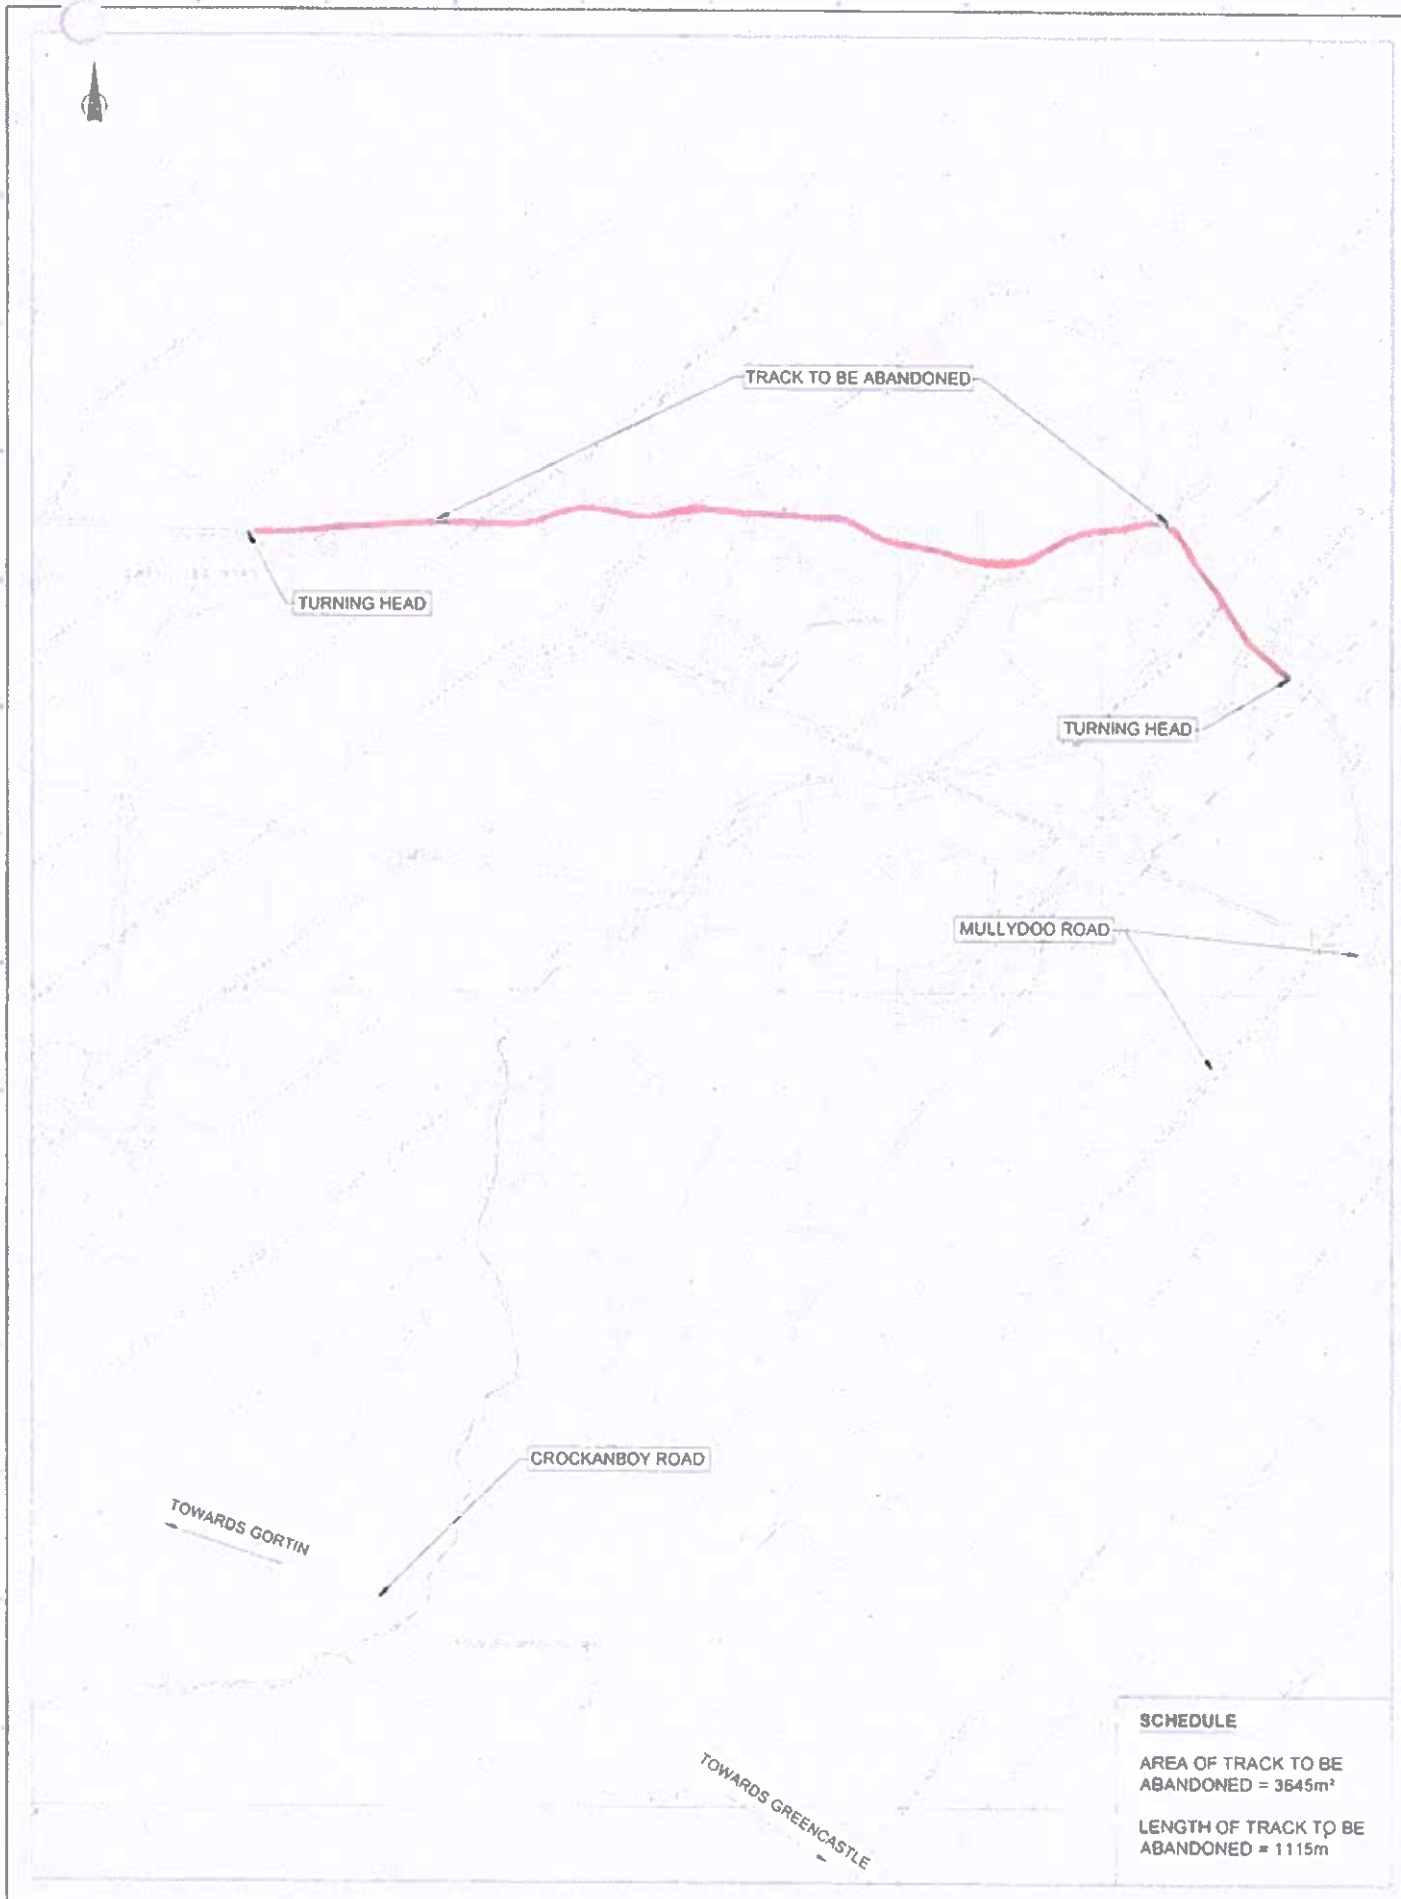 TRACK TO BE ABANDONED
TURNING HEAD
TURNING HEAD
MULLYDOO ROAD
CROCKANBOY ROAD
TOWARDS GORTIN
TOWARDS GREENCASTLE
SCHEDULE
AREA OF TRACK TO BE
ABANDONED = 3645m²
LENGTH OF TRACK TO BE
ABANDONED = 1115m